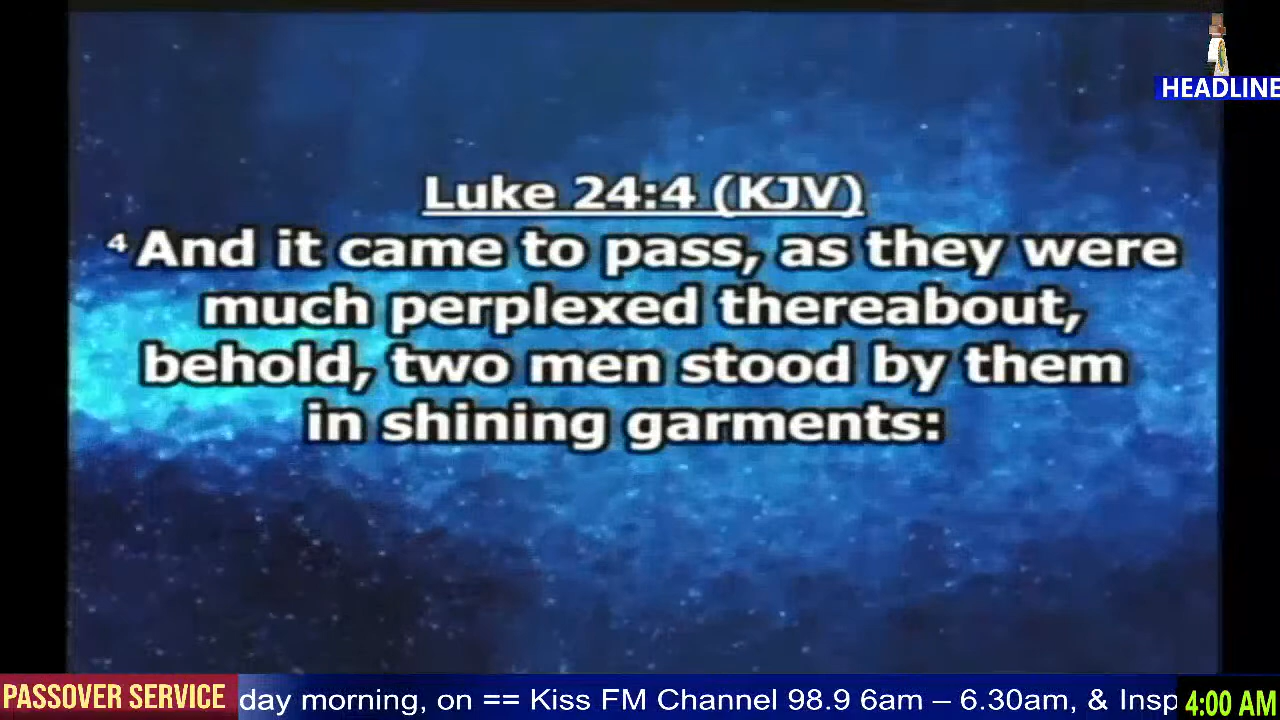 HEADLINE
Luke 24:4 (KJV)
4 And it came to pass, as they were
much perplexed thereabout,
behold, two men stood by them
in shining garments:
PASSOVER SERVICE
day morning, on == Kiss FM Channel 98.9 6am – 6.30am, & Insp
4:00 AM